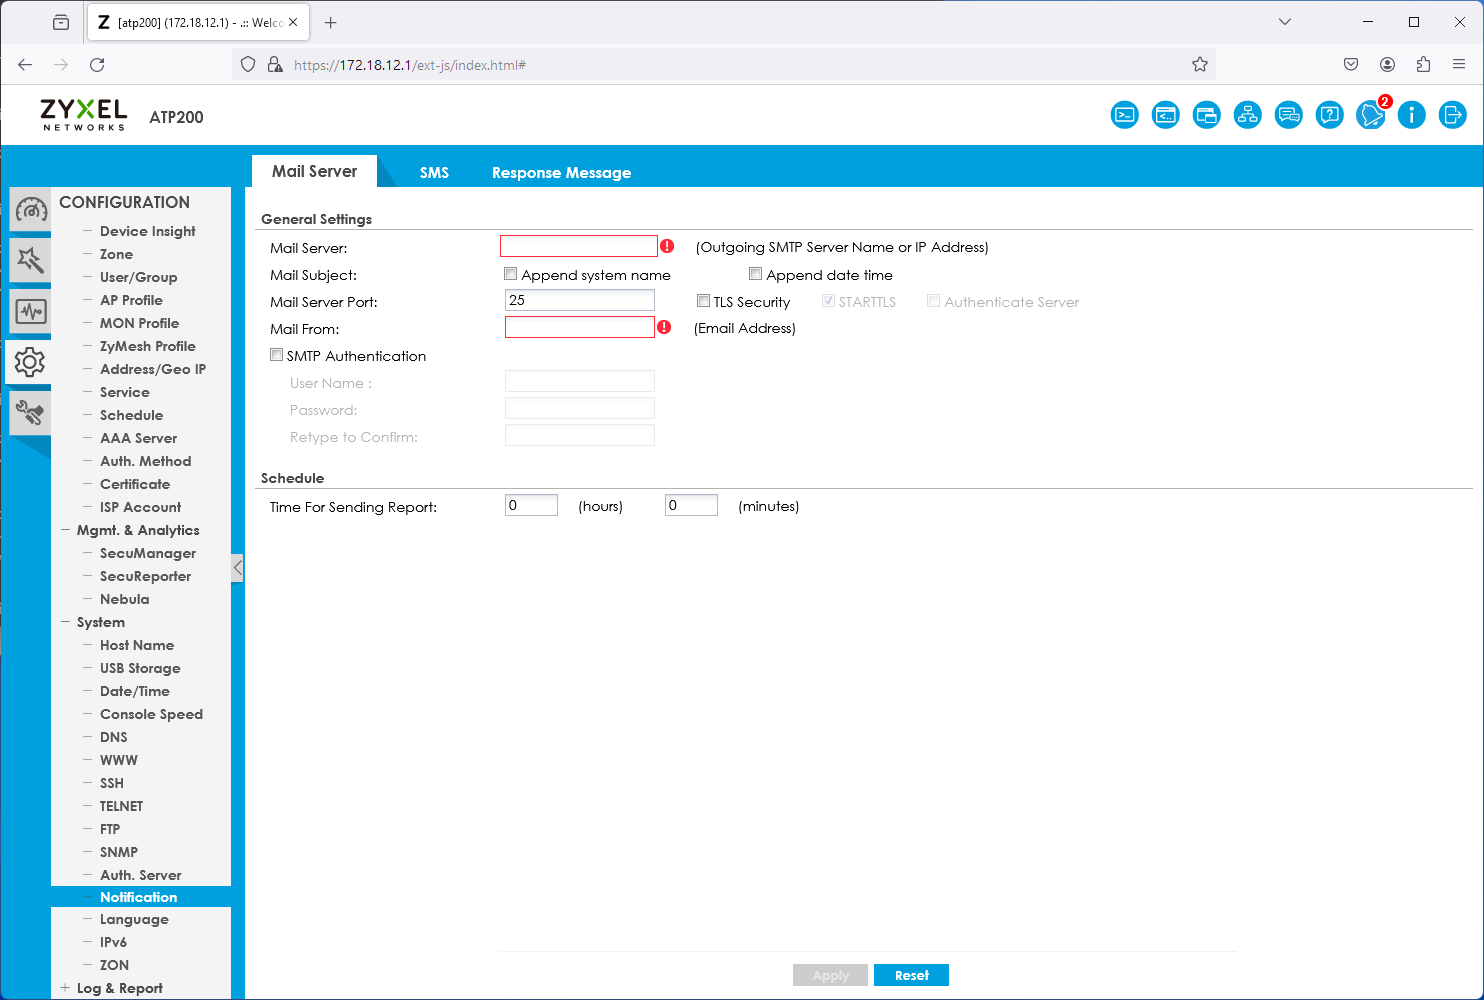 [atp200] (172.18.12.1) - .:: Welco
https://172.18.12.1/ext-js/index.html#
ZYXEL
NETWORKS
ATP200
2
Mail Server
SMS
Response Message
CONFIGURATION
Device Insight
Zone
User/Group
AP Profile
MON Profile
ZyMesh Profile
Address/Geo IP
Service
Schedule
AAA Server
Auth. Method
Certificate
ISP Account
Mgmt. & Analytics
SecuManager
SecuReporter
Nebula
System
Host Name
USB Storage
Date/Time
Console Speed
DNS
WWW
SSH
TELNET
FTP
SNMP
Auth. Server
Notification
Language
IPv6
ZON
Log & Report
General Settings
Mail Server: (Outgoing SMTP Server Name or IP Address)
Mail Subject: Append system name Append date time
Mail Server Port: 25 TLS Security STARTTLS Authenticate Server
Mail From: (Email Address)
SMTP Authentication
User Name :
Password:
Retype to Confirm:
Schedule
Time For Sending Report: 0 (hours) 0 (minutes)
Apply Reset